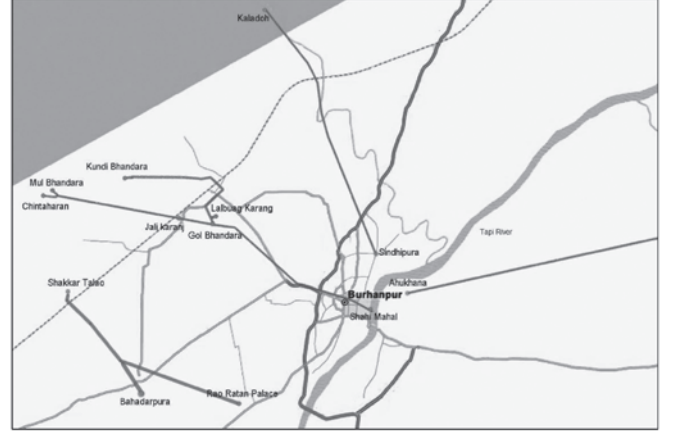 Kaladoh
Kundi Bhandara
Mul Bhandara
Chintaharan
Lalbuag Karang
Jali karanj
Gol Bhandara
Tapi River
Sindhipura
Shakkar Talao
Ahukhana
Burhanpur
Shahi Mahal
Rao Ratan Palace
Bahadarpura